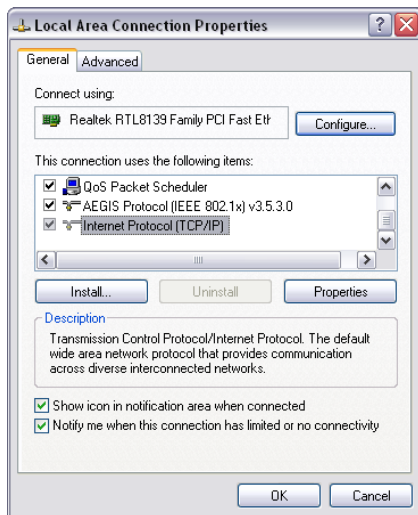 Local Area Connection Properties
General
Advanced
Connect using:
Realtek RTL8139 Family PCI Fast Eth
Configure...
This connection uses the following items:
QoS Packet Scheduler
AEGIS Protocol (IEEE 802.1x) v3.5.3.0
Internet Protocol (TCP/IP)
Install...
Uninstall
Properties
Description
Transmission Control Protocol/Internet Protocol. The default
wide area network protocol that provides communication
across diverse interconnected networks.
Show icon in notification area when connected
Notify me when this connection has limited or no connectivity
OK
Cancel